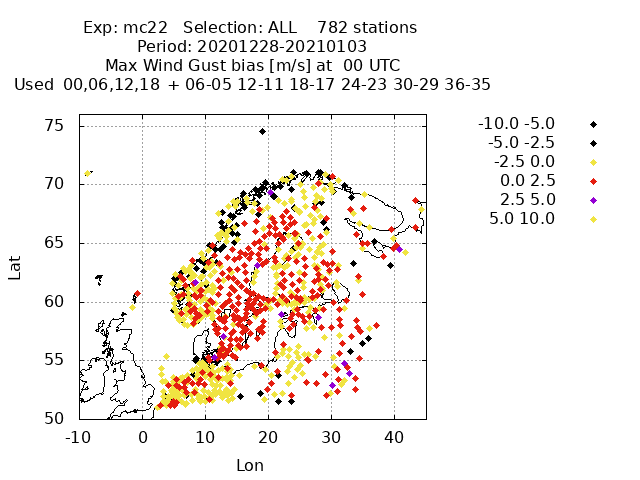 Exp: mc22 Selection: ALL 782 stations
Period: 20201228-20210103
Max Wind Gust bias [m/s] at 00 UTC
Used 00,06,12,18 + 06-05 12-11 18-17 24-23 30-29 36-35
-10.0 -5.0
-5.0 -2.5
-2.5 0.0
0.0 2.5
2.5 5.0
5.0 10.0
75
70
65
60
55
50
Lat
-10 0 10 20 30 40
Lon